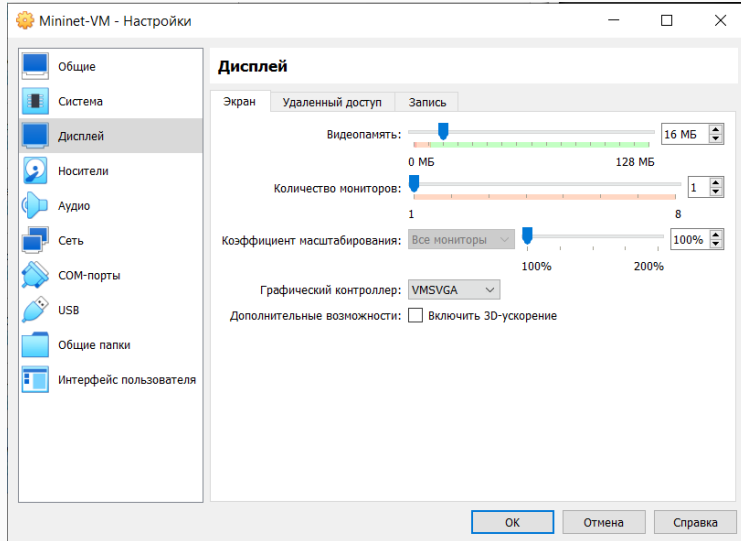 Mininet-VM - Настройки
Общие
Система
Дисплей
Носители
Аудио
Сеть
COM-порты
USB
Общие папки
Интерфейс пользователя
Дисплей
Экран Удаленный доступ Запись
Видеопамять: 16 МБ
0 МБ 128 МБ
Количество мониторов: 1
1 8
Коэффициент масштабирования: Все мониторы 100%
100% 200%
Графический контроллер: VMSVGA
Дополнительные возможности: Включить 3D-ускорение
ОК Отмена Справка